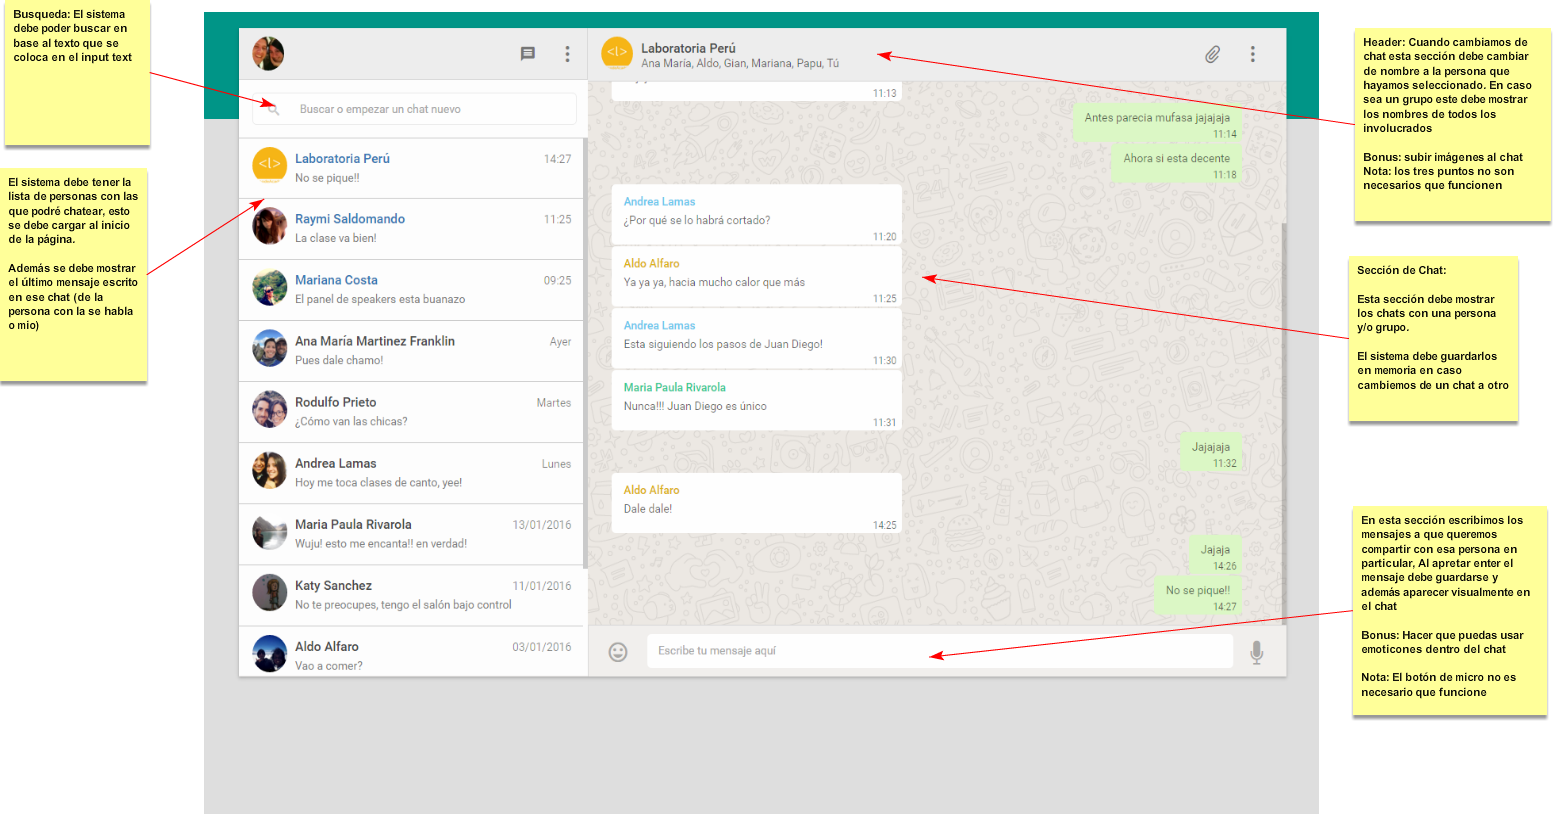 Busqueda: El sistema
debe poder buscar en
base al texto que se
coloca en el input text
El sistema debe tener la
lista de personas con las
que podré chatear, esto
se debe cargar al inicio
de la página.
Además se debe mostrar
el último mensaje escrito
en ese chat (de la
persona con la se habla
o mio)
Buscar o empezar un chat nuevo
<l>
Laboratoria Perú
14:27
No se pique!!
Raymi Saldomando
11:25
La clase va bien!
Mariana Costa
09:25
El panel de speakers esta buanazo
Ana María Martinez Franklin
Ayer
Pues dale chamo!
Rodulfo Prieto
Martes
¿Cómo van las chicas?
Andrea Lamas
Lunes
Hoy me toca clases de canto, yee!
Maria Paula Rivarola
13/01/2016
Wuju! esto me encanta!! en verdad!
Katy Sanchez
11/01/2016
No te preocupes, tengo el salón bajo control
Aldo Alfaro
03/01/2016
Vao a comer?
<l>
Laboratoria Perú
Ana María, Aldo, Gian, Mariana, Papu, Tú
11:13
Antes parecia mufasa jajajaja
11:14
Ahora si esta decente
11:18
Andrea Lamas
¿Por qué se lo habrá cortado?
11:20
Aldo Alfaro
Ya ya ya, hacia mucho calor que más
11:25
Andrea Lamas
Esta siguiendo los pasos de Juan Diego!
11:30
Maria Paula Rivarola
Nunca!!! Juan Diego es único
11:31
Jajajaja
11:32
Aldo Alfaro
Dale dale!
14:25
Jajaja
14:26
No se pique!!
14:27
Escribe tu mensaje aquí
Header: Cuando cambiamos de
chat esta sección debe cambiar
de nombre a la persona que
hayamos seleccionado. En caso
sea un grupo este debe mostrar
los nombres de todos los
involucrados
Bonus: subir imágenes al chat
Nota: los tres puntos no son
necesarios que funcionen
Sección de Chat:
Esta sección debe mostrar
los chats con una persona
y/o grupo.
El sistema debe guardarlos
en memoria en caso
cambiemos de un chat a otro
En esta sección escribimos los
mensajes a que queremos
compartir con esa persona en
particular, Al apretar enter el
mensaje debe guardarse y
además aparecer visualmente en
el chat
Bonus: Hacer que puedas usar
emoticones dentro del chat
Nota: El botón de micro no es
necesario que funcione